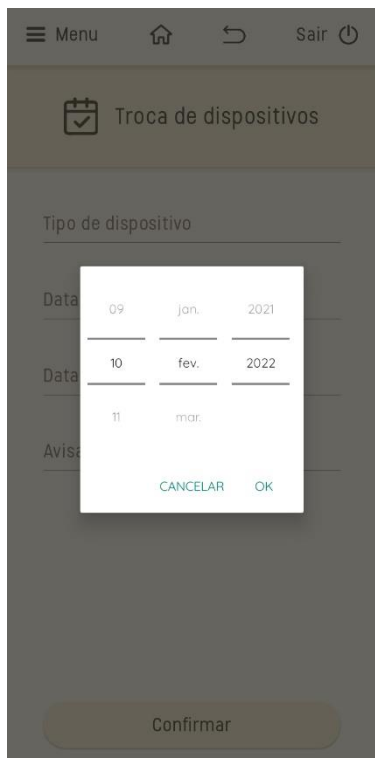 Menu Sair
Troca de dispositivos
Tipo de dispositivo
Data
09 jan. 2021
10 fev. 2022
Data
11 mar.
Avisa
CANCELAR OK
Confirmar